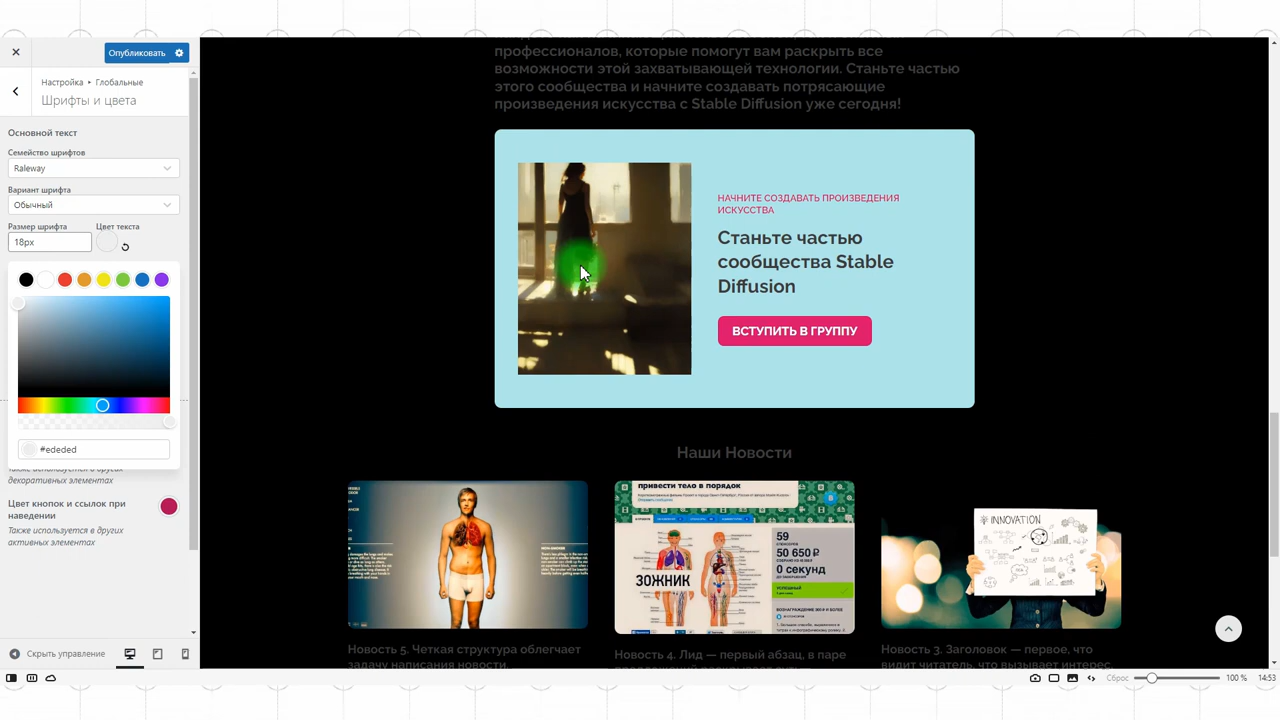 Опубликовать
Настройка ▸ Глобальные
Шрифты и цвета
Основной текст
Семейство шрифтов
Raleway
Вариант шрифта
Обычный
Размер шрифта
Цвет текста
18px
#ededed
Также используется в других
декоративных элементах
Цвет кнопок и ссылок при
наведении
Также используется в других
активных элементах
Скрыть управление
профессионалов, которые помогут вам раскрыть все
возможности этой захватывающей технологии. Станьте частью
этого сообщества и начните создавать потрясающие
произведения искусства с Stable Diffusion уже сегодня!
НАЧНИТЕ СОЗДАВАТЬ ПРОИЗВЕДЕНИЯ
ИСКУССТВА
Станьте частью
сообщества Stable
Diffusion
ВСТУПИТЬ В ГРУППУ
Наши Новости
привести тело в порядок
59
50 650 ₽
0 секунд
ЗОЖНИК
INNOVATION
Новость 5. Четкая структура облегчает
задачу написания новости.
Новость 4. Лид — первый абзац, в паре
Новость 3. Заголовок — первое, что
видит читатель, что вызывает интерес.
Сброс
100 %
14:53